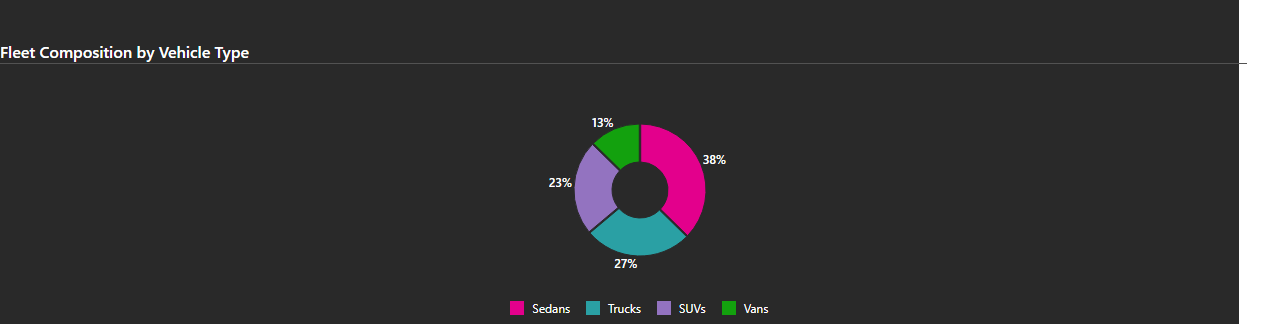 Fleet Composition by Vehicle Type
13%
38%
23%
27%
Sedans Trucks SUVs Vans